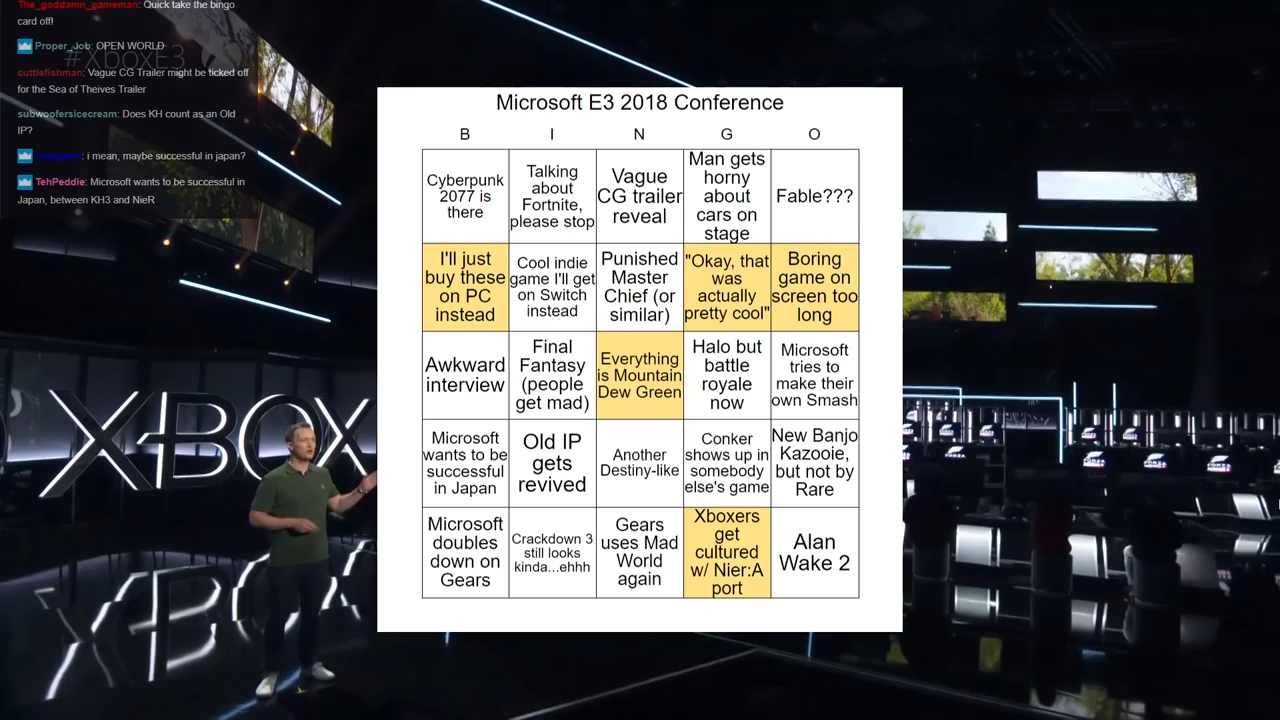 The_goddamn_gameman: Quick take the bingo
card off!
Proper_Job: OPEN WORLD
#XboxE3
cuttlefishman: Vague CG Trailer might be ticked off
for the Sea of Theives Trailer
subwoofersicecream: Does KH count as an Old
IP?
: i mean, maybe successful in japan?
TehPeddie: Microsoft wants to be successful in
Japan, between KH3 and NieR
Microsoft E3 2018 Conference
B I N G O
Cyberpunk
2077 is
there
Talking
about
Fortnite,
please stop
Vague
CG trailer
reveal
Man gets
horny
about
cars on
stage
Fable???
I'll just
buy these
on PC
instead
Cool indie
game I'll get
on Switch
instead
Punished
Master
Chief (or
similar)
"Okay, that
was
actually
pretty cool"
Boring
game on
screen too
long
Awkward
interview
Final
Fantasy
(people
get mad)
Everything
is Mountain
Dew Green
Halo but
battle
royale
now
Microsoft
tries to
make their
own Smash
Microsoft
wants to be
successful
in Japan
Old IP
gets
revived
Another
Destiny-like
Conker
shows up in
somebody
else's game
New Banjo
Kazooie,
but not by
Rare
Microsoft
doubles
down on
Gears
Crackdown 3
still looks
kinda...ehhh
Gears
uses Mad
World
again
Xboxers
get
cultured
w/ Nier:A
port
Alan
Wake 2
XBOX
FORZA
FORZA
FORZA